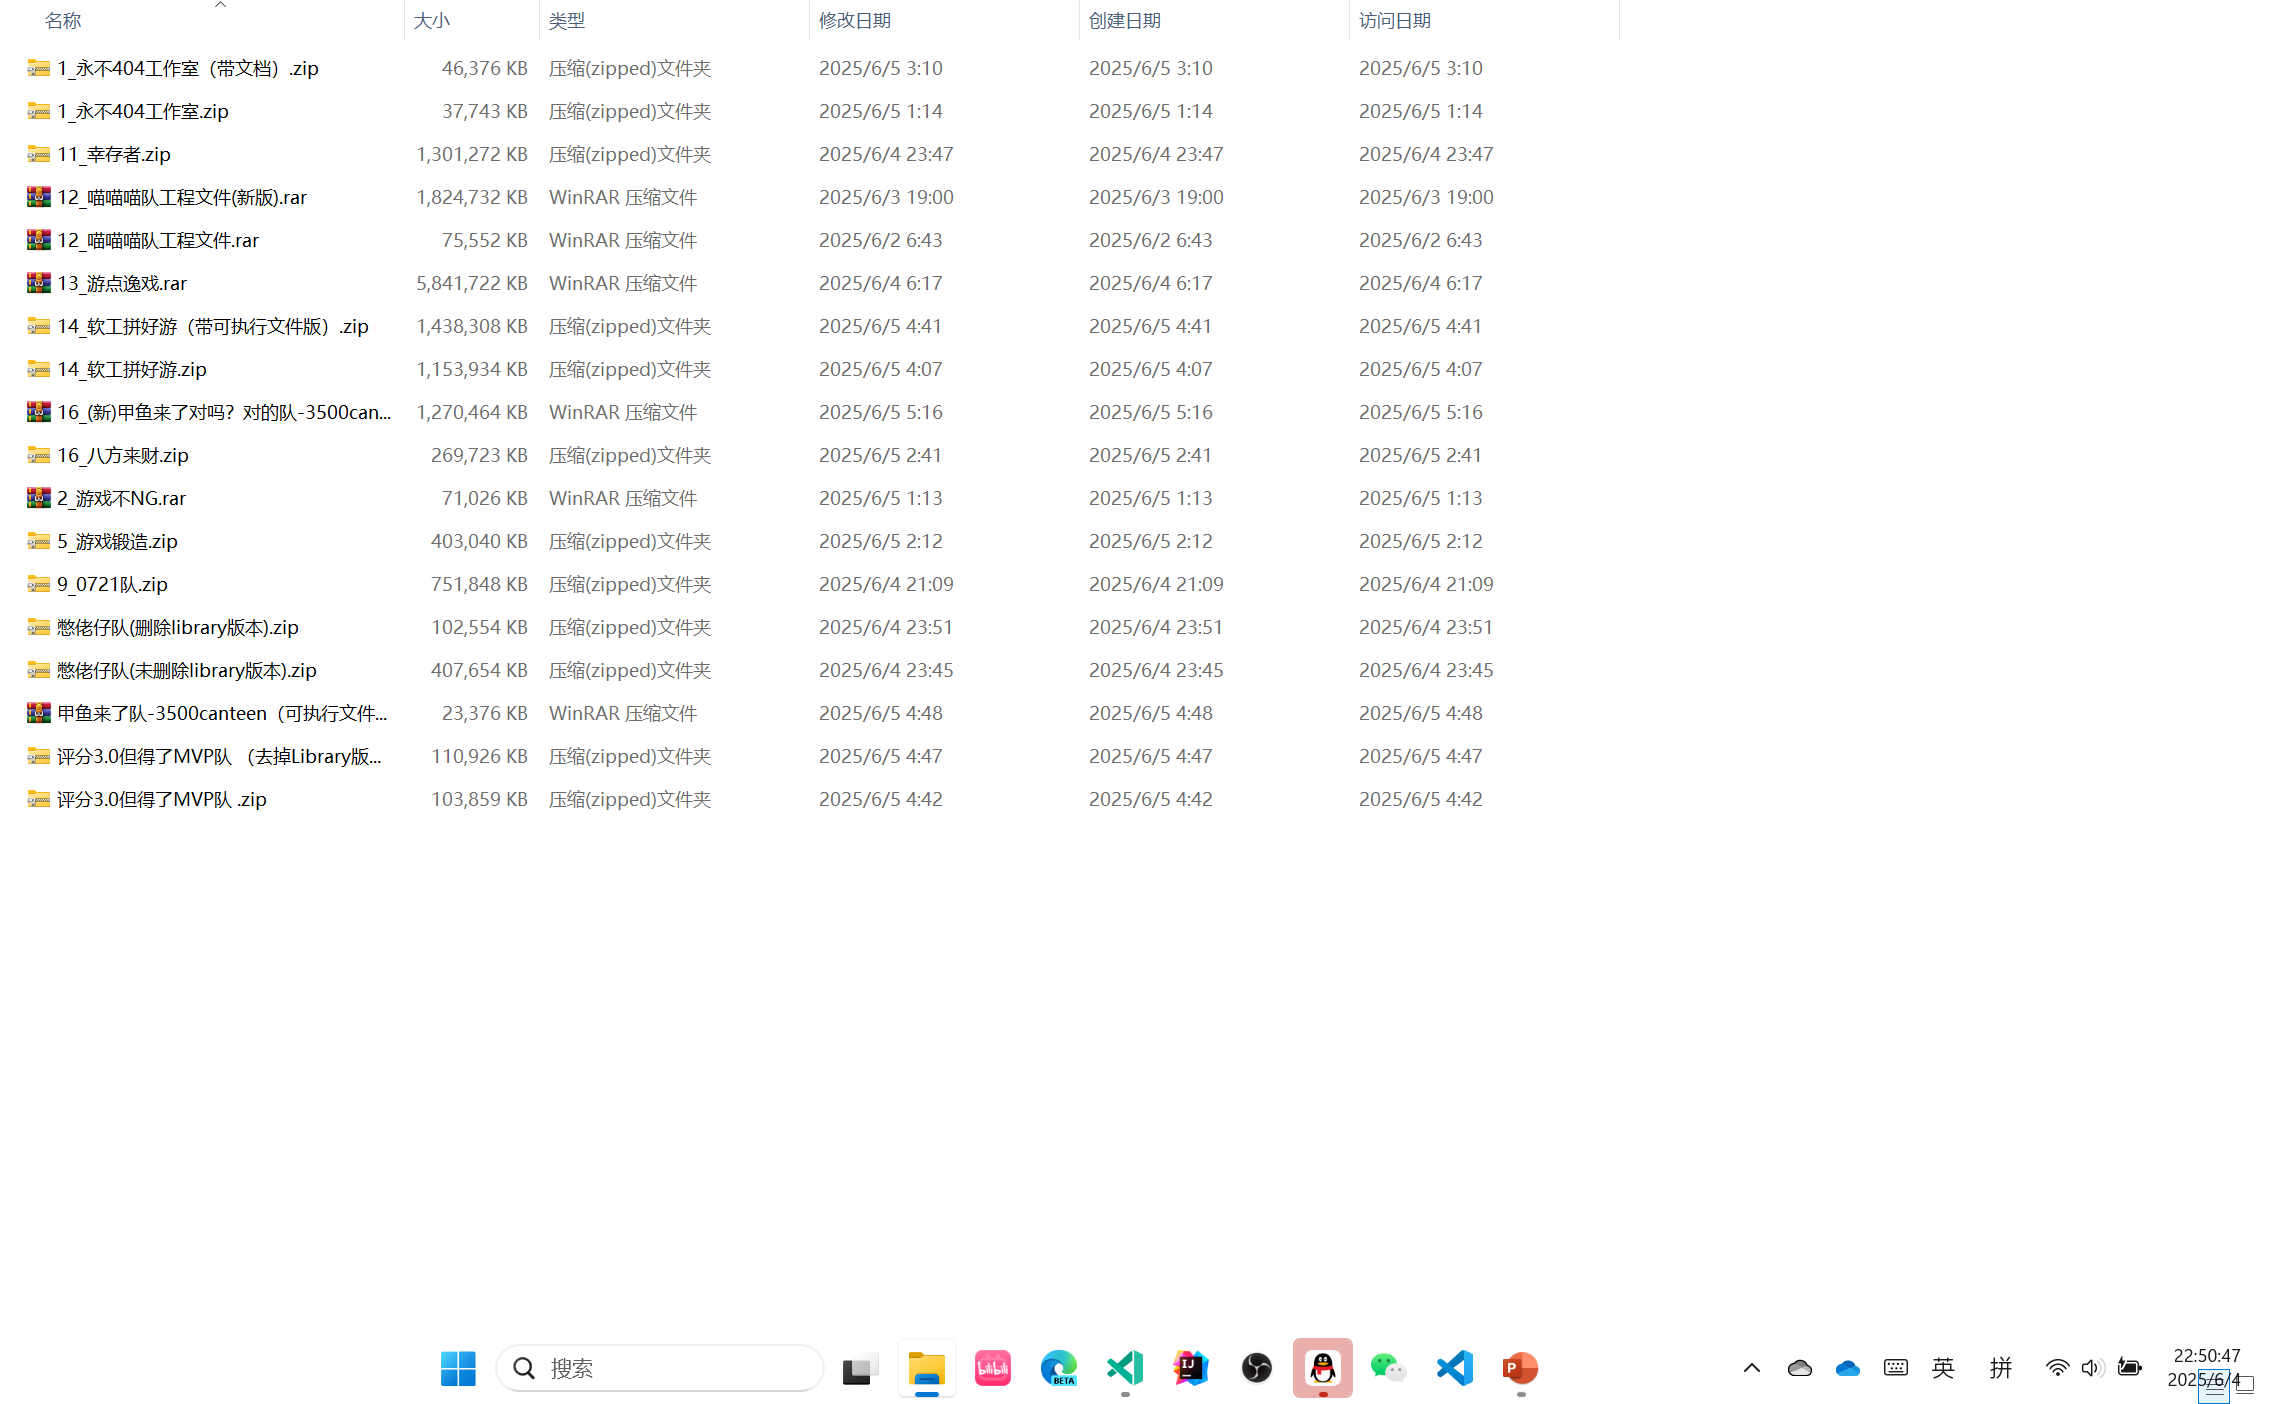 名称 大小 类型 修改日期 创建日期 访问日期
1_永不404工作室（带文档）.zip 46,376 KB 压缩(zipped)文件夹 2025/6/5 3:10 2025/6/5 3:10 2025/6/5 3:10
1_永不404工作室.zip 37,743 KB 压缩(zipped)文件夹 2025/6/5 1:14 2025/6/5 1:14 2025/6/5 1:14
11_幸存者.zip 1,301,272 KB 压缩(zipped)文件夹 2025/6/4 23:47 2025/6/4 23:47 2025/6/4 23:47
12_喵喵喵队工程文件(新版).rar 1,824,732 KB WinRAR 压缩文件 2025/6/3 19:00 2025/6/3 19:00 2025/6/3 19:00
12_喵喵喵队工程文件.rar 75,552 KB WinRAR 压缩文件 2025/6/2 6:43 2025/6/2 6:43 2025/6/2 6:43
13_游点逸戏.rar 5,841,722 KB WinRAR 压缩文件 2025/6/4 6:17 2025/6/4 6:17 2025/6/4 6:17
14_软工拼好游（带可执行文件版）.zip 1,438,308 KB 压缩(zipped)文件夹 2025/6/5 4:41 2025/6/5 4:41 2025/6/5 4:41
14_软工拼好游.zip 1,153,934 KB 压缩(zipped)文件夹 2025/6/5 4:07 2025/6/5 4:07 2025/6/5 4:07
16_(新)甲鱼来了对吗？对的队-3500can... 1,270,464 KB WinRAR 压缩文件 2025/6/5 5:16 2025/6/5 5:16 2025/6/5 5:16
16_八方来财.zip 269,723 KB 压缩(zipped)文件夹 2025/6/5 2:41 2025/6/5 2:41 2025/6/5 2:41
2_游戏不NG.rar 71,026 KB WinRAR 压缩文件 2025/6/5 1:13 2025/6/5 1:13 2025/6/5 1:13
5_游戏锻造.zip 403,040 KB 压缩(zipped)文件夹 2025/6/5 2:12 2025/6/5 2:12 2025/6/5 2:12
9_0721队.zip 751,848 KB 压缩(zipped)文件夹 2025/6/4 21:09 2025/6/4 21:09 2025/6/4 21:09
憋佬仔队(删除library版本).zip 102,554 KB 压缩(zipped)文件夹 2025/6/4 23:51 2025/6/4 23:51 2025/6/4 23:51
憋佬仔队(未删除library版本).zip 407,654 KB 压缩(zipped)文件夹 2025/6/4 23:45 2025/6/4 23:45 2025/6/4 23:45
甲鱼来了队-3500canteen（可执行文件... 23,376 KB WinRAR 压缩文件 2025/6/5 4:48 2025/6/5 4:48 2025/6/5 4:48
评分3.0但得了MVP队 （去掉Library版... 110,926 KB 压缩(zipped)文件夹 2025/6/5 4:47 2025/6/5 4:47 2025/6/5 4:47
评分3.0但得了MVP队 .zip 103,859 KB 压缩(zipped)文件夹 2025/6/5 4:42 2025/6/5 4:42 2025/6/5 4:42
搜索 bilibili BETA IJ P 英 拼 22:50:47
2025/6/4